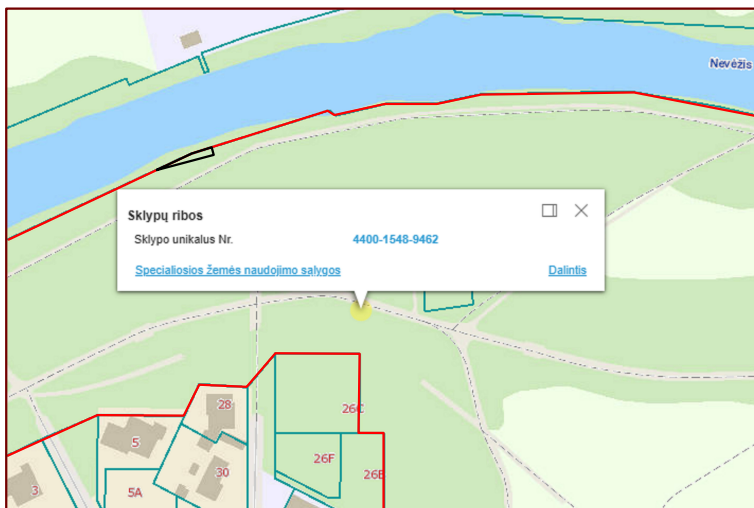 Nevėžis
Sklypų ribos
Sklypo unikalus Nr. 4400-1548-9462
Specialiosios žemės naudojimo sąlygos Dalintis
28
26C
5
26F
30
26E
3
5A